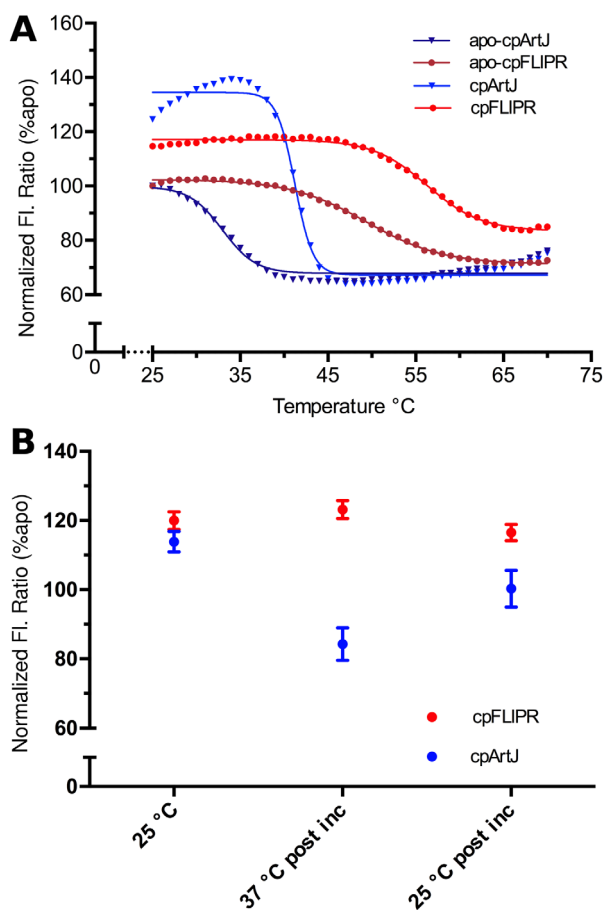 A
Normalized Fl. Ratio (%apo)
160
140
120
100
80
60
0
0
25
35
45
55
65
75
Temperature °C
apo-cpArtJ
apo-cpFLIPR
cpArtJ
cpFLIPR
B
Normalized Fl. Ratio (%apo)
140
120
100
80
60
0
cpFLIPR
cpArtJ
25 °C
37 °C post inc
25 °C post inc